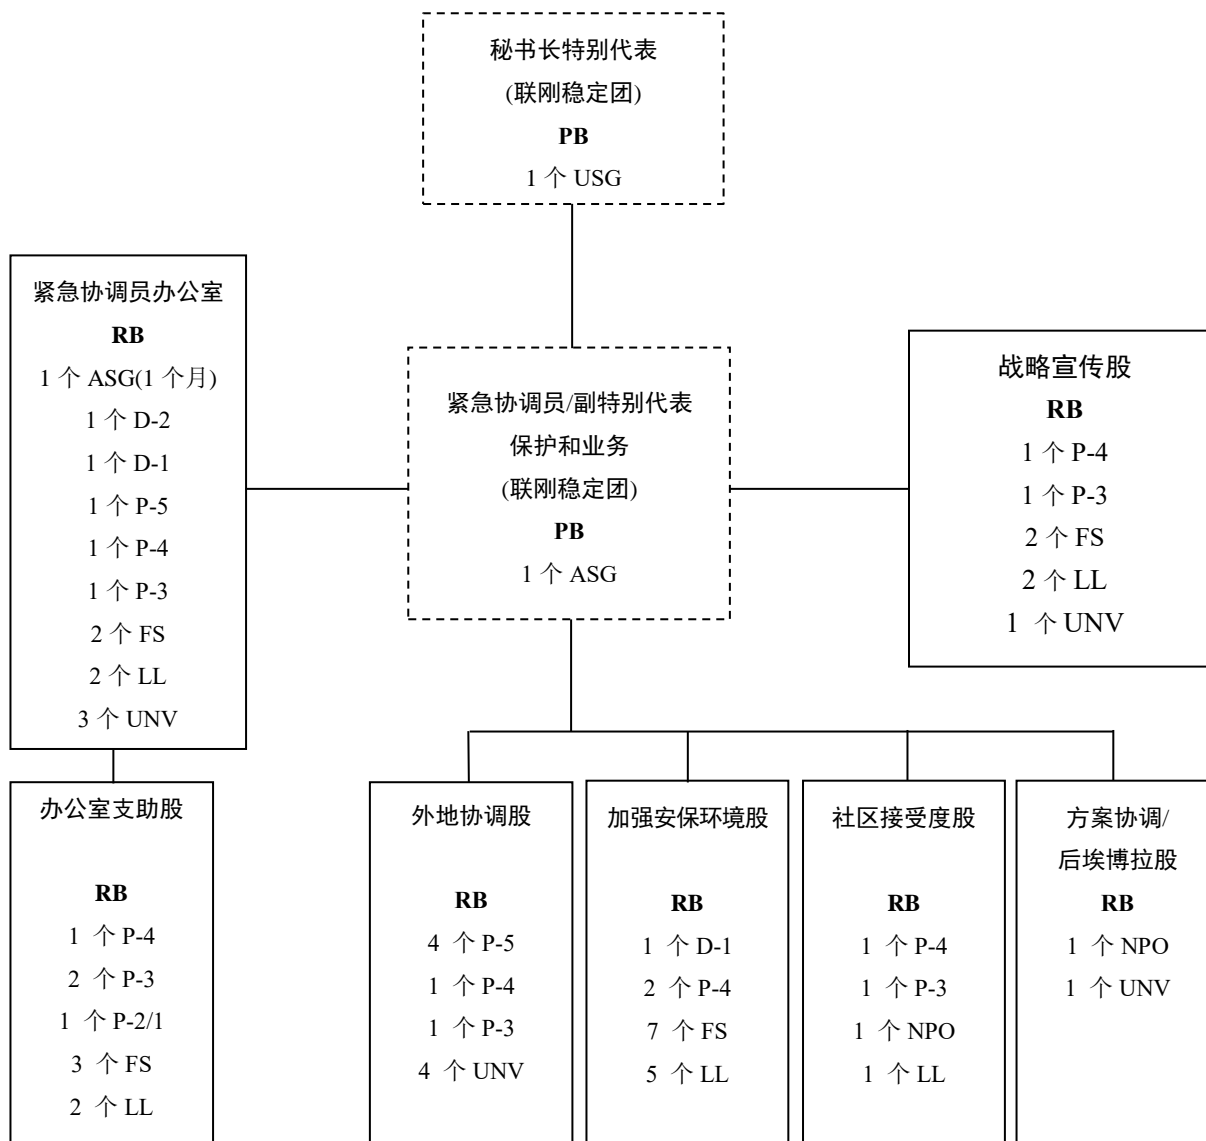 秘书长特别代表
(联刚稳定团)
PB
1 个 USG
紧急协调员办公室
RB
1 个 ASG(1 个月)
1 个 D-2
1 个 D-1
1 个 P-5
1 个 P-4
1 个 P-3
2 个 FS
2 个 LL
3 个 UNV
紧急协调员/副特别代表
保护和业务
(联刚稳定团)
PB
1 个 ASG
战略宣传股
RB
1 个 P-4
1 个 P-3
2 个 FS
2 个 LL
1 个 UNV
办公室支助股
RB
1 个 P-4
2 个 P-3
1 个 P-2/1
3 个 FS
2 个 LL
外地协调股
RB
4 个 P-5
1 个 P-4
1 个 P-3
4 个 UNV
加强安保环境股
RB
1 个 D-1
2 个 P-4
7 个 FS
5 个 LL
社区接受度股
RB
1 个 P-4
1 个 P-3
1 个 NPO
1 个 LL
方案协调/
后埃博拉股
RB
1 个 NPO
1 个 UNV